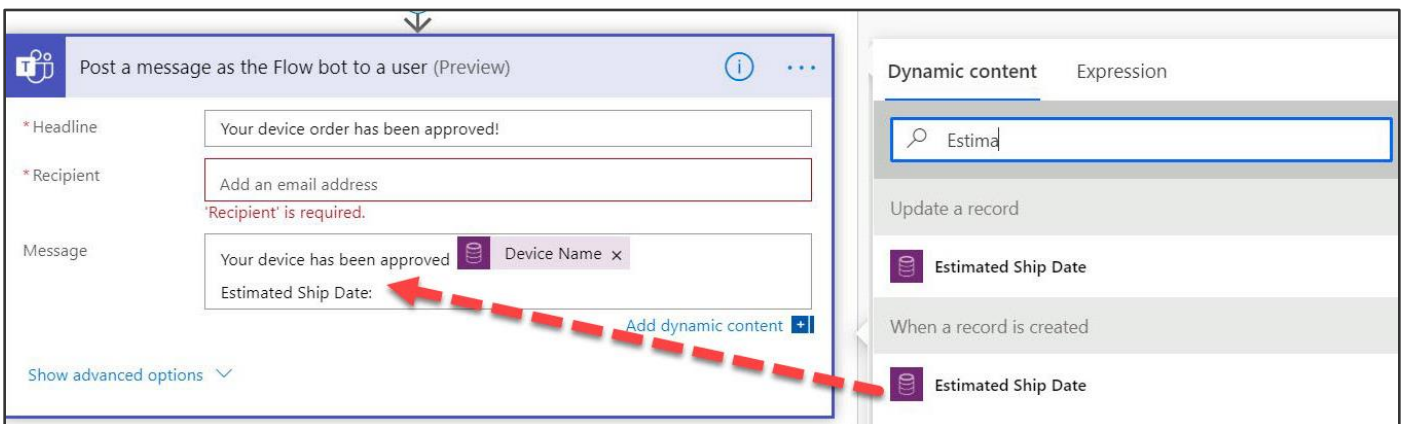 Post a message as the Flow bot to a user (Preview)
* Headline
Your device order has been approved!
* Recipient
Add an email address
'Recipient' is required.
Message
Your device has been approved Device Name ×
Estimated Ship Date:
Add dynamic content
Show advanced options
Dynamic content Expression
Estima
Update a record
Estimated Ship Date
When a record is created
Estimated Ship Date